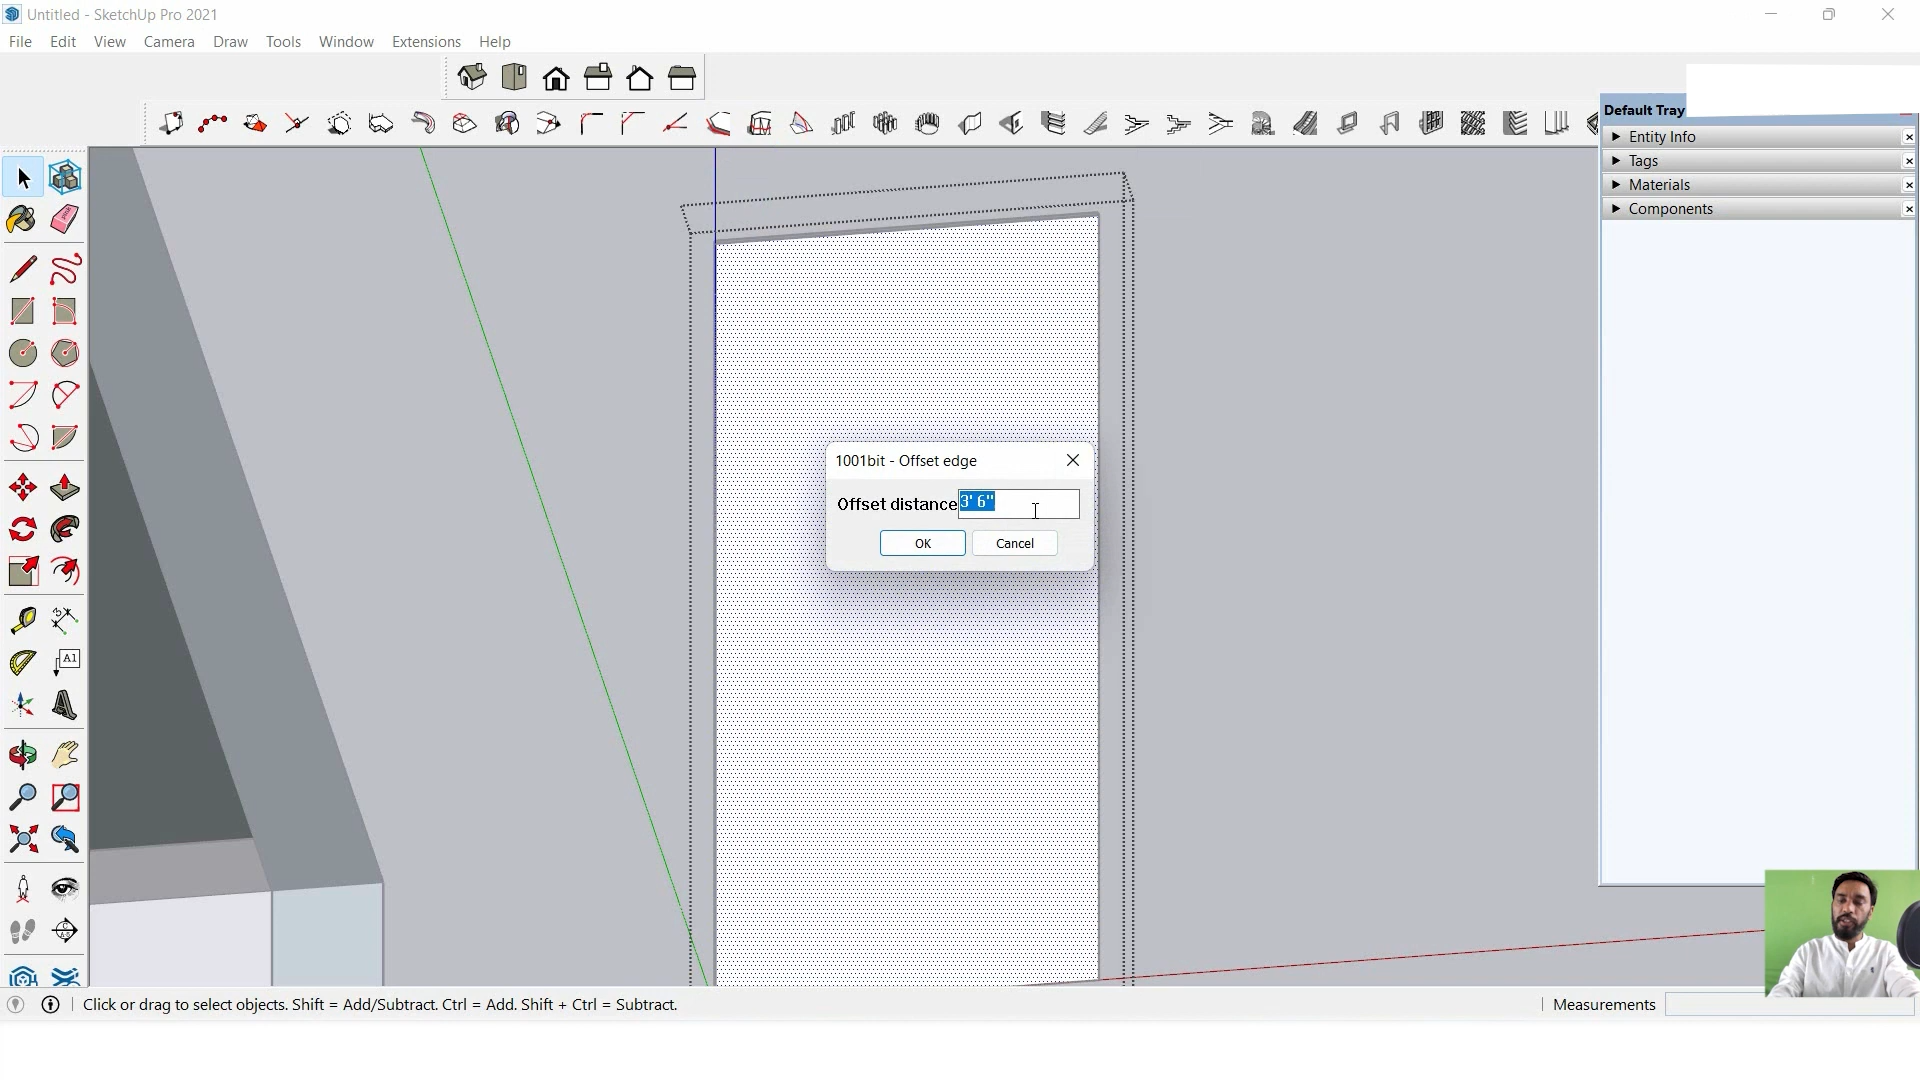 Untitled - SketchUp Pro 2021
File Edit View Camera Draw Tools Window Extensions Help
Default Tray
Entity Info
Tags
Materials
Components
1001bit - Offset edge
Offset distance 3' 6"
OK Cancel
A1
Click or drag to select objects. Shift = Add/Subtract. Ctrl = Add. Shift + Ctrl = Subtract.
Measurements